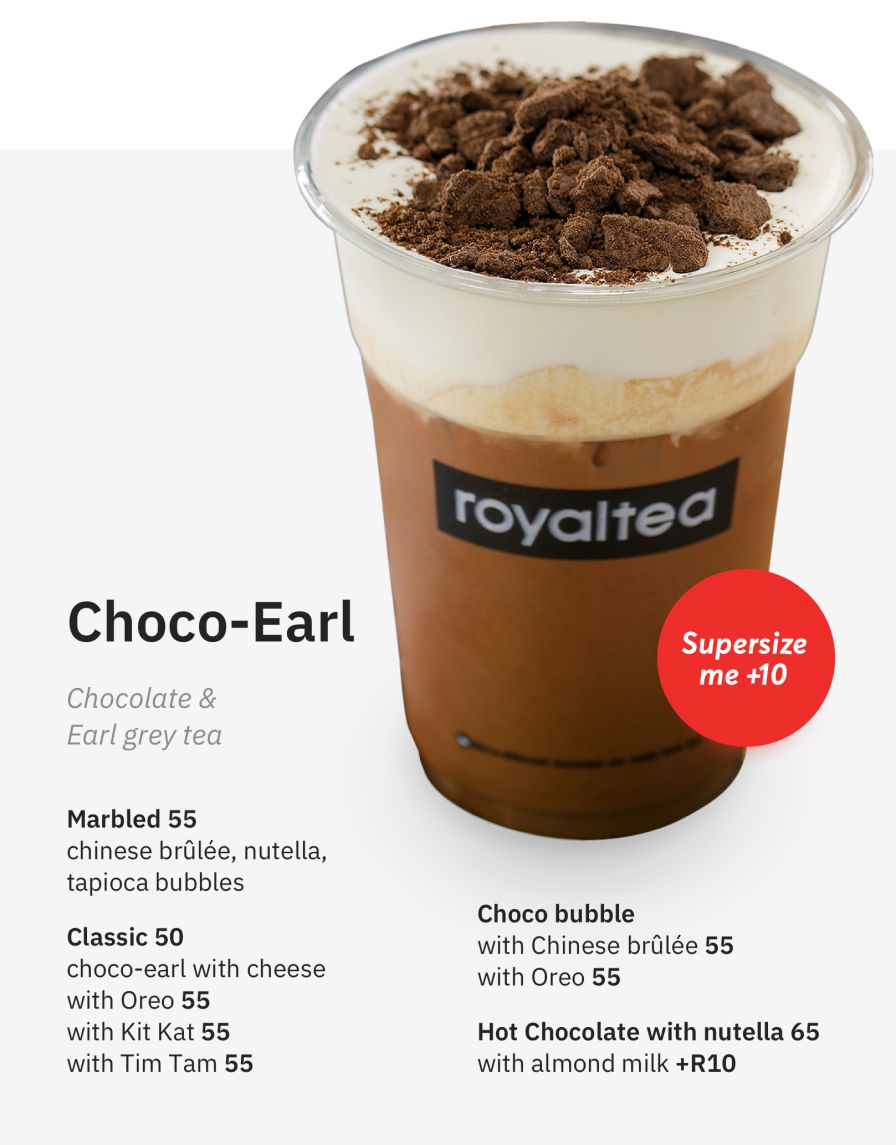 royaltea
Supersize
me +10
Choco-Earl
Chocolate &
Earl grey tea
Marbled 55
chinese brûlée, nutella,
tapioca bubbles
Classic 50
choco-earl with cheese
with Oreo 55
with Kit Kat 55
with Tim Tam 55
Choco bubble
with Chinese brûlée 55
with Oreo 55
Hot Chocolate with nutella 65
with almond milk +R10